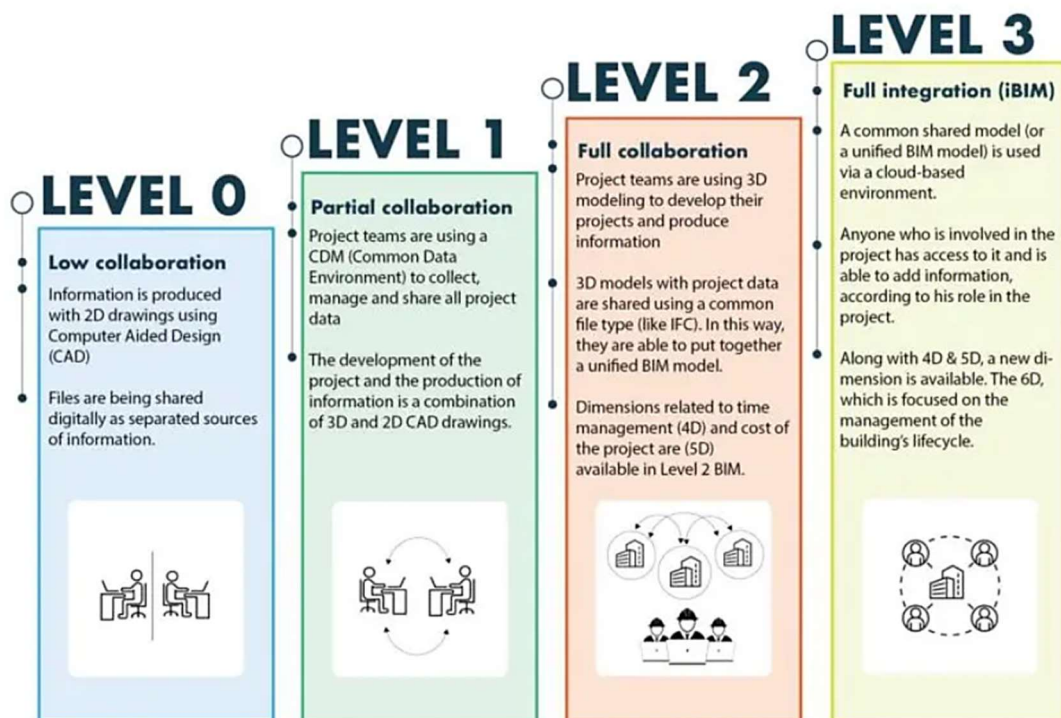 LEVEL 0
Low collaboration
Information is produced
with 2D drawings using
Computer Aided Design
(CAD)
Files are being shared
digitally as separated sources
of information.
LEVEL 1
Partial collaboration
Project teams are using a
CDM (Common Data
Environment) to collect,
manage and share all project
data
The development of the
project and the production of
information is a combination
of 3D and 2D CAD drawings.
LEVEL 2
Full collaboration
Project teams are using 3D
modeling to develop their
projects and produce
information
3D models with project data
are shared using a common
file type (like IFC). In this way,
they are able to put together
a unified BIM model.
Dimensions related to time
management (4D) and cost of
the project are (5D)
available in Level 2 BIM.
LEVEL 3
Full integration (iBIM)
A common shared model (or
a unified BIM model) is used
via a cloud-based
environment.
Anyone who is involved in the
project has access to it and is
able to add information,
according to his role in the
project.
Along with 4D & 5D, a new di-
mension is available. The 6D,
which is focused on the
management of the
building's lifecycle.